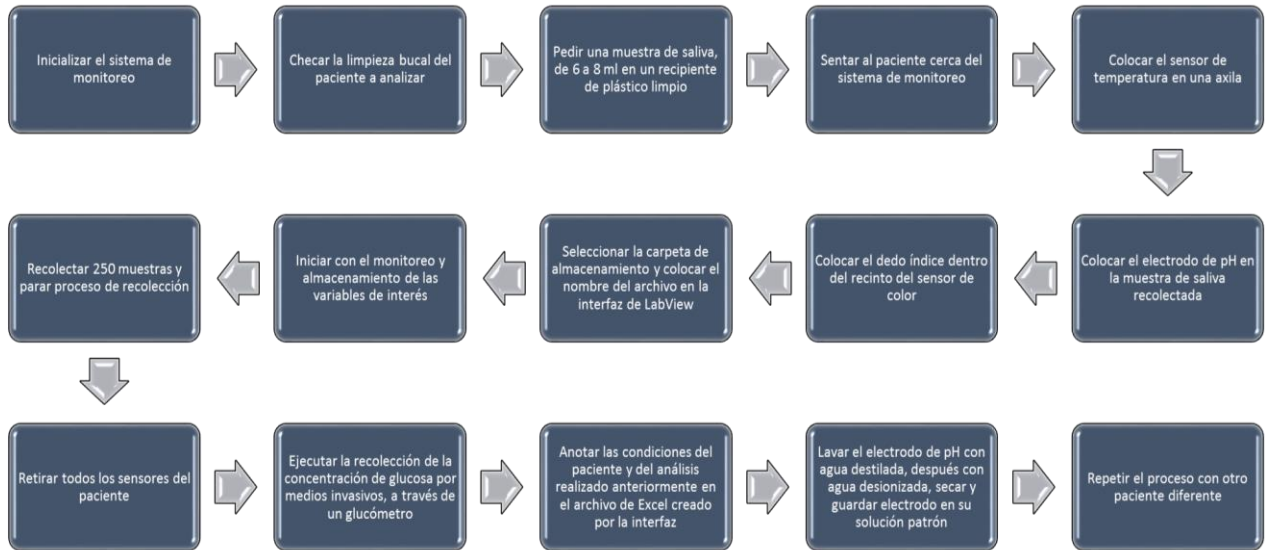 Inicializar el sistema de
monitoreo
Checar la limpieza bucal del
paciente a analizar
Pedir una muestra de saliva,
de 6 a 8 ml en un recipiente
de plástico limpio
Sentar al paciente cerca del
sistema de monitoreo
Colocar el sensor de
temperatura en una axila
Colocar el electrodo de pH en
la muestra de saliva
recolectada
Colocar el dedo índice dentro
del recinto del sensor de
color
Seleccionar la carpeta de
almacenamiento y colocar el
nombre del archivo en la
interfaz de LabView
Iniciar con el monitoreo y
almacenamiento de las
variables de interés
Recolectar 250 muestras y
parar proceso de recolección
Retirar todos los sensores del
paciente
Ejecutar la recolección de la
concentración de glucosa por
medios invasivos, a través de
un glucómetro
Anotar las condiciones del
paciente y del análisis
realizado anteriormente en
el archivo de Excel creado
por la interfaz
Lavar el electrodo de pH con
agua destilada, después con
agua desionizada, secar y
guardar electrodo en su
solución patrón
Repetir el proceso con otro
paciente diferente